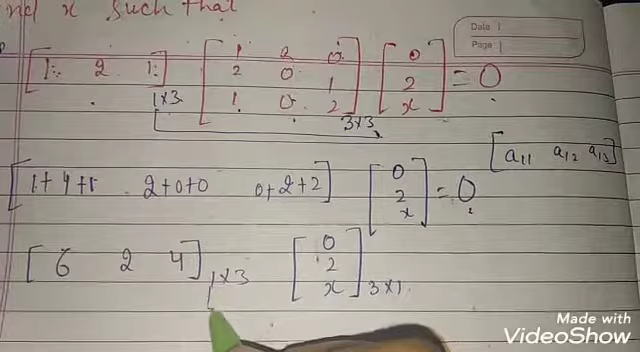 ind x such that
Date
Page
[1 2 1] 1×3 [1 2 0 2 0 1 1 0 2] 3×3 [0 2 x] = 0
[a11 a12 a13]
[1+4+1 2+0+0 0+2+2] [0 2 x] = 0
[6 2 4] 1×3 [0 2 x] 3×1
Made with
VideoShow